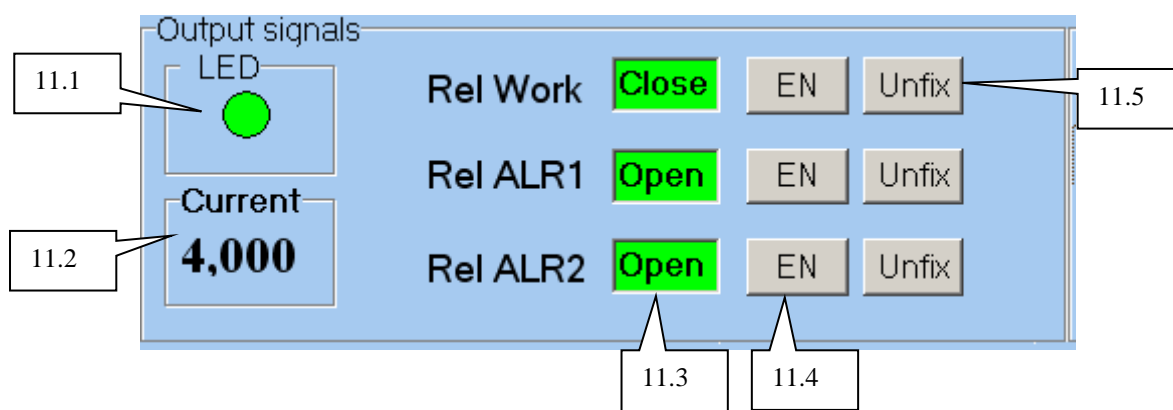 Output signals
LED
11.1
Rel Work Close EN Unfix
11.5
Rel ALR1 Open EN Unfix
Current
4,000
11.2
Rel ALR2 Open EN Unfix
11.3
11.4